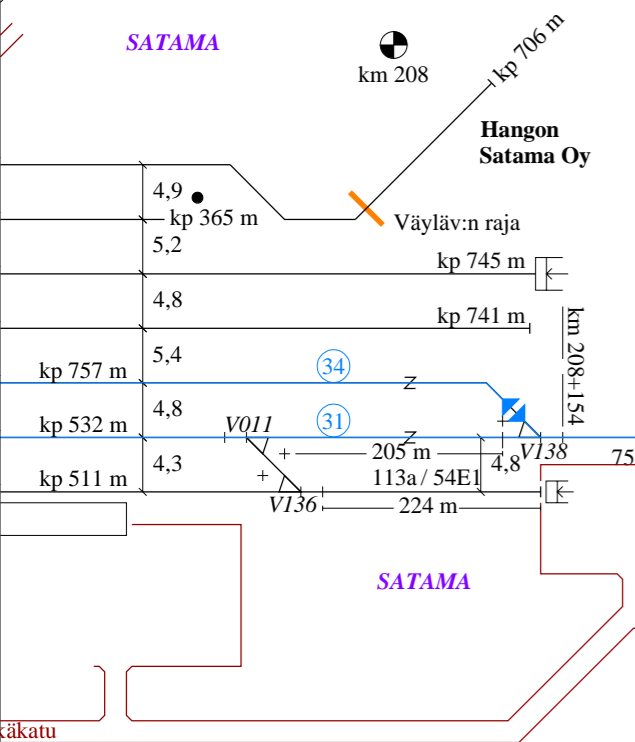 SATAMA
km 208
kp 706 m
Hangon
Satama Oy
4,9
kp 365 m
Väyläv:n raja
5,2
kp 745 m
4,8
kp 741 m
km 208+154
5,4
kp 757 m
34
4,8
kp 532 m
V011
31
205 m
4,8
V138
75
4,3
kp 511 m
113a / 54E1
V136
224 m
SATAMA
käkatu